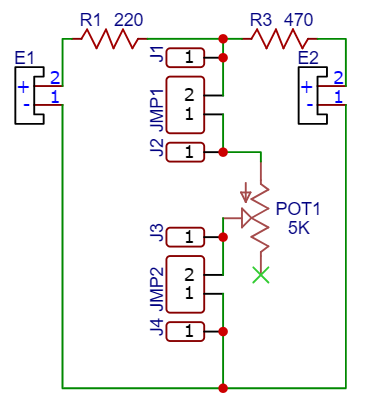 R1 220
R3 470
E1
J1
E2
+ 2
- 1
1
JMP1
2
1
+ 2
- 1
J2
1
POT1
5K
J3
1
JMP2
2
1
J4
1